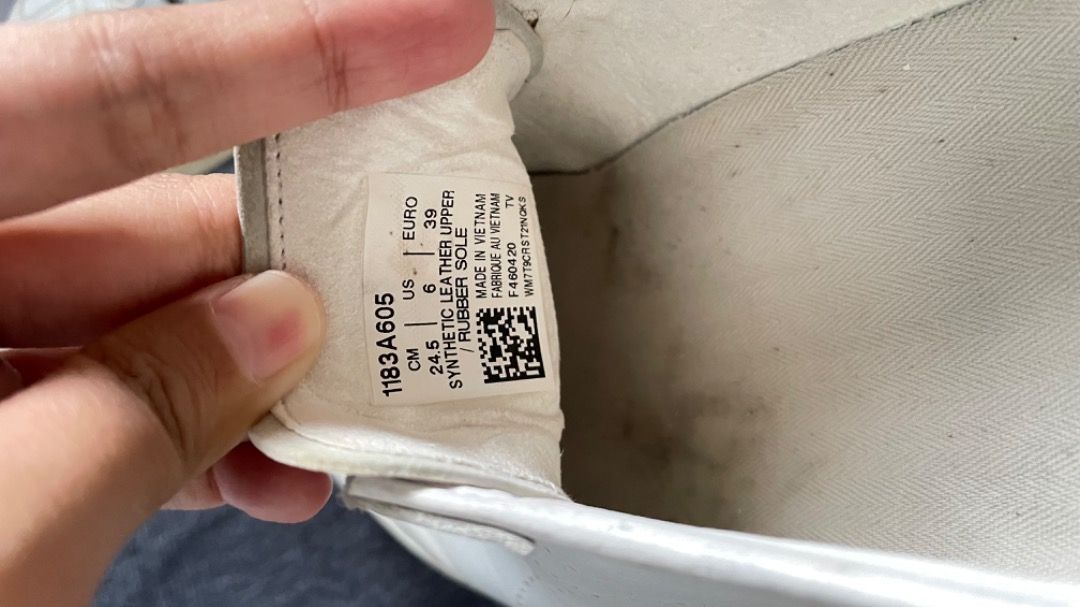 1183A605
CM | US | EURO
24.5 | 6 | 39
SYNTHETIC LEATHER UPPER
/ RUBBER SOLE
MADE IN VIETNAM
FABRIQUE AU VIETNAM
F460420 TV
WM7T9CRST21NQKS